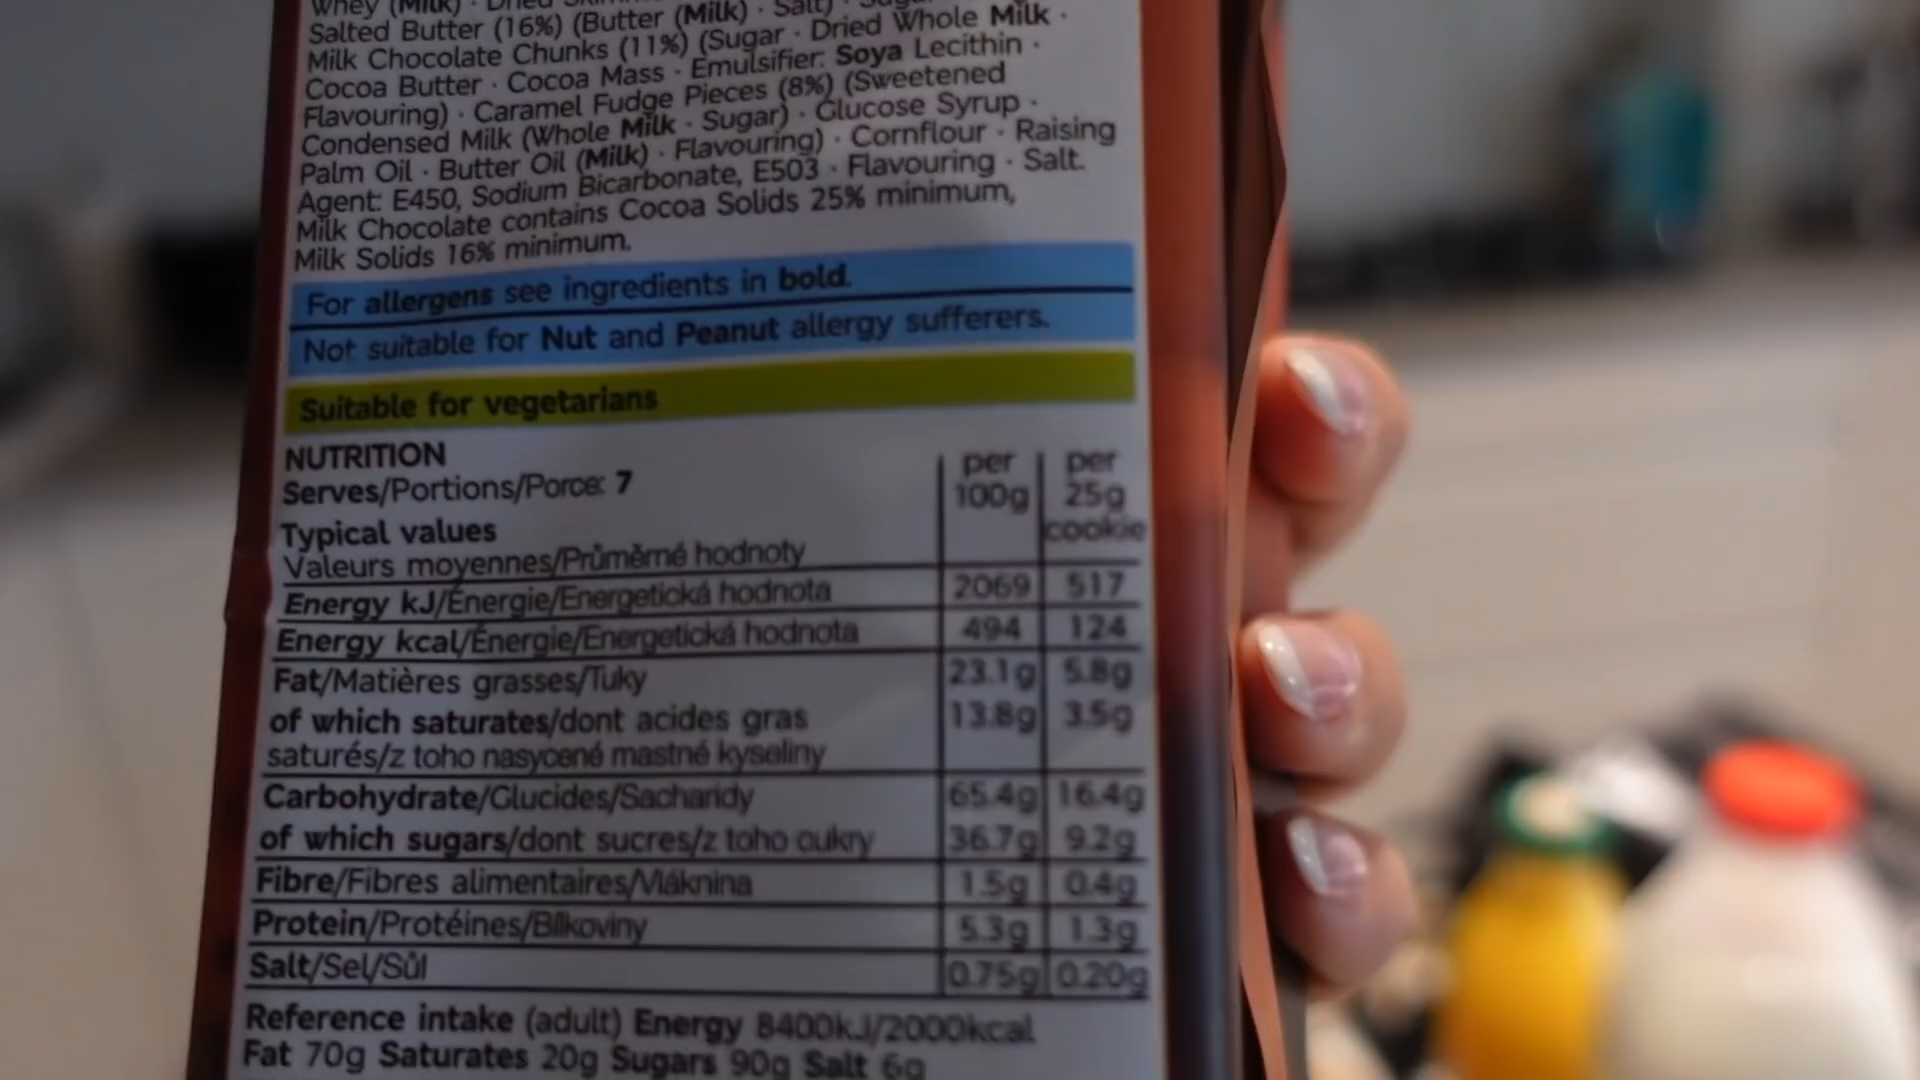 Whey (Milk) · Dried
Salted Butter (16%) (Butter (Milk) · Salt) · Sugar
Milk Chocolate Chunks (11%) (Sugar · Dried Whole Milk ·
Cocoa Butter · Cocoa Mass · Emulsifier: Soya Lecithin ·
Flavouring) · Caramel Fudge Pieces (8%) (Sweetened
Condensed Milk (Whole Milk · Sugar) · Glucose Syrup ·
Palm Oil · Butter Oil (Milk) · Flavouring) · Cornflour · Raising
Agent: E450, Sodium Bicarbonate, E503 · Flavouring · Salt.
Milk Chocolate contains Cocoa Solids 25% minimum,
Milk Solids 16% minimum.
For allergens see ingredients in bold.
Not suitable for Nut and Peanut allergy sufferers.
Suitable for vegetarians
NUTRITION
Serves/Portions/Porce: 7
per 100g per 25g cookie
Typical values
Valeurs moyennes/Průměrné hodnoty
Energy kJ/Énergie/Energetická hodnota 2069 517
Energy kcal/Énergie/Energetická hodnota 494 124
Fat/Matières grasses/Tuky 23.1g 5.8g
of which saturates/dont acides gras 13.8g 3.5g
saturés/z toho nasycené mastné kyseliny
Carbohydrate/Glucides/Sacharidy 65.4g 16.4g
of which sugars/dont sucres/z toho cukry 36.7g 9.2g
Fibre/Fibres alimentaires/Vláknina 1.5g 0.4g
Protein/Protéines/Bílkoviny 5.3g 1.3g
Salt/Sel/Sůl 0.75g 0.20g
Reference intake (adult) Energy 8400kJ/2000kcal
Fat 70g Saturates 20g Sugars 90g Salt 6g